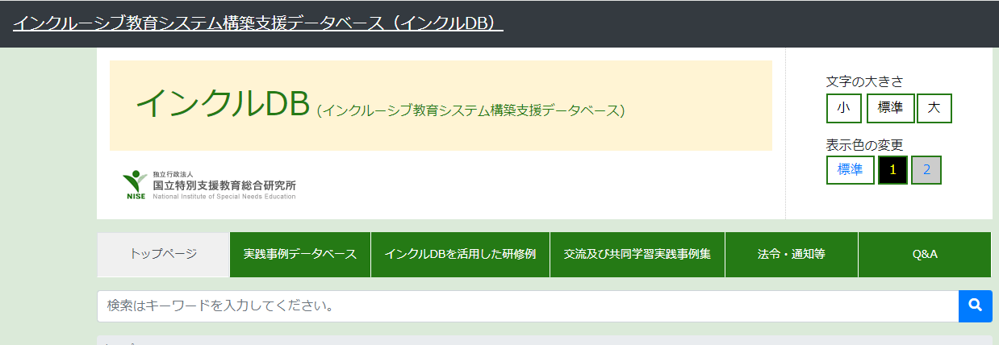 インクルーシブ教育システム構築支援データベース（インクルDB）
インクルDB (インクルーシブ教育システム構築支援データベース)
独立行政法人
国立特別支援教育総合研究所
NISE National Institute of Special Needs Education
文字の大きさ
小 標準 大
表示色の変更
標準 1 2
トップページ 実践事例データベース インクルDBを活用した研修例 交流及び共同学習実践事例集 法令・通知等 Q&A
検索はキーワードを入力してください。